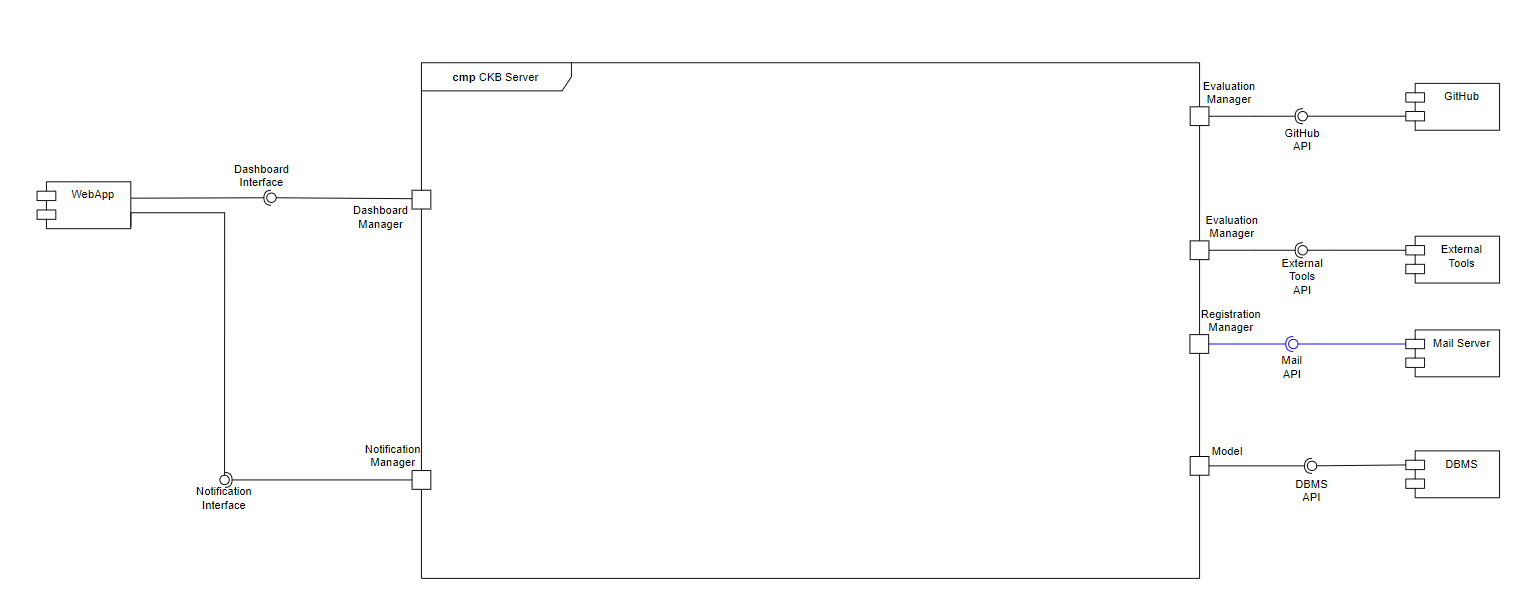 cmp CKB Server
Evaluation
Manager
GitHub
GitHub
API
Dashboard
Interface
WebApp
Dashboard
Manager
Evaluation
Manager
External
Tools
External
Tools
API
Registration
Manager
Mail Server
Mail
API
Notification
Manager
Notification
Interface
Model
DBMS
DBMS
API